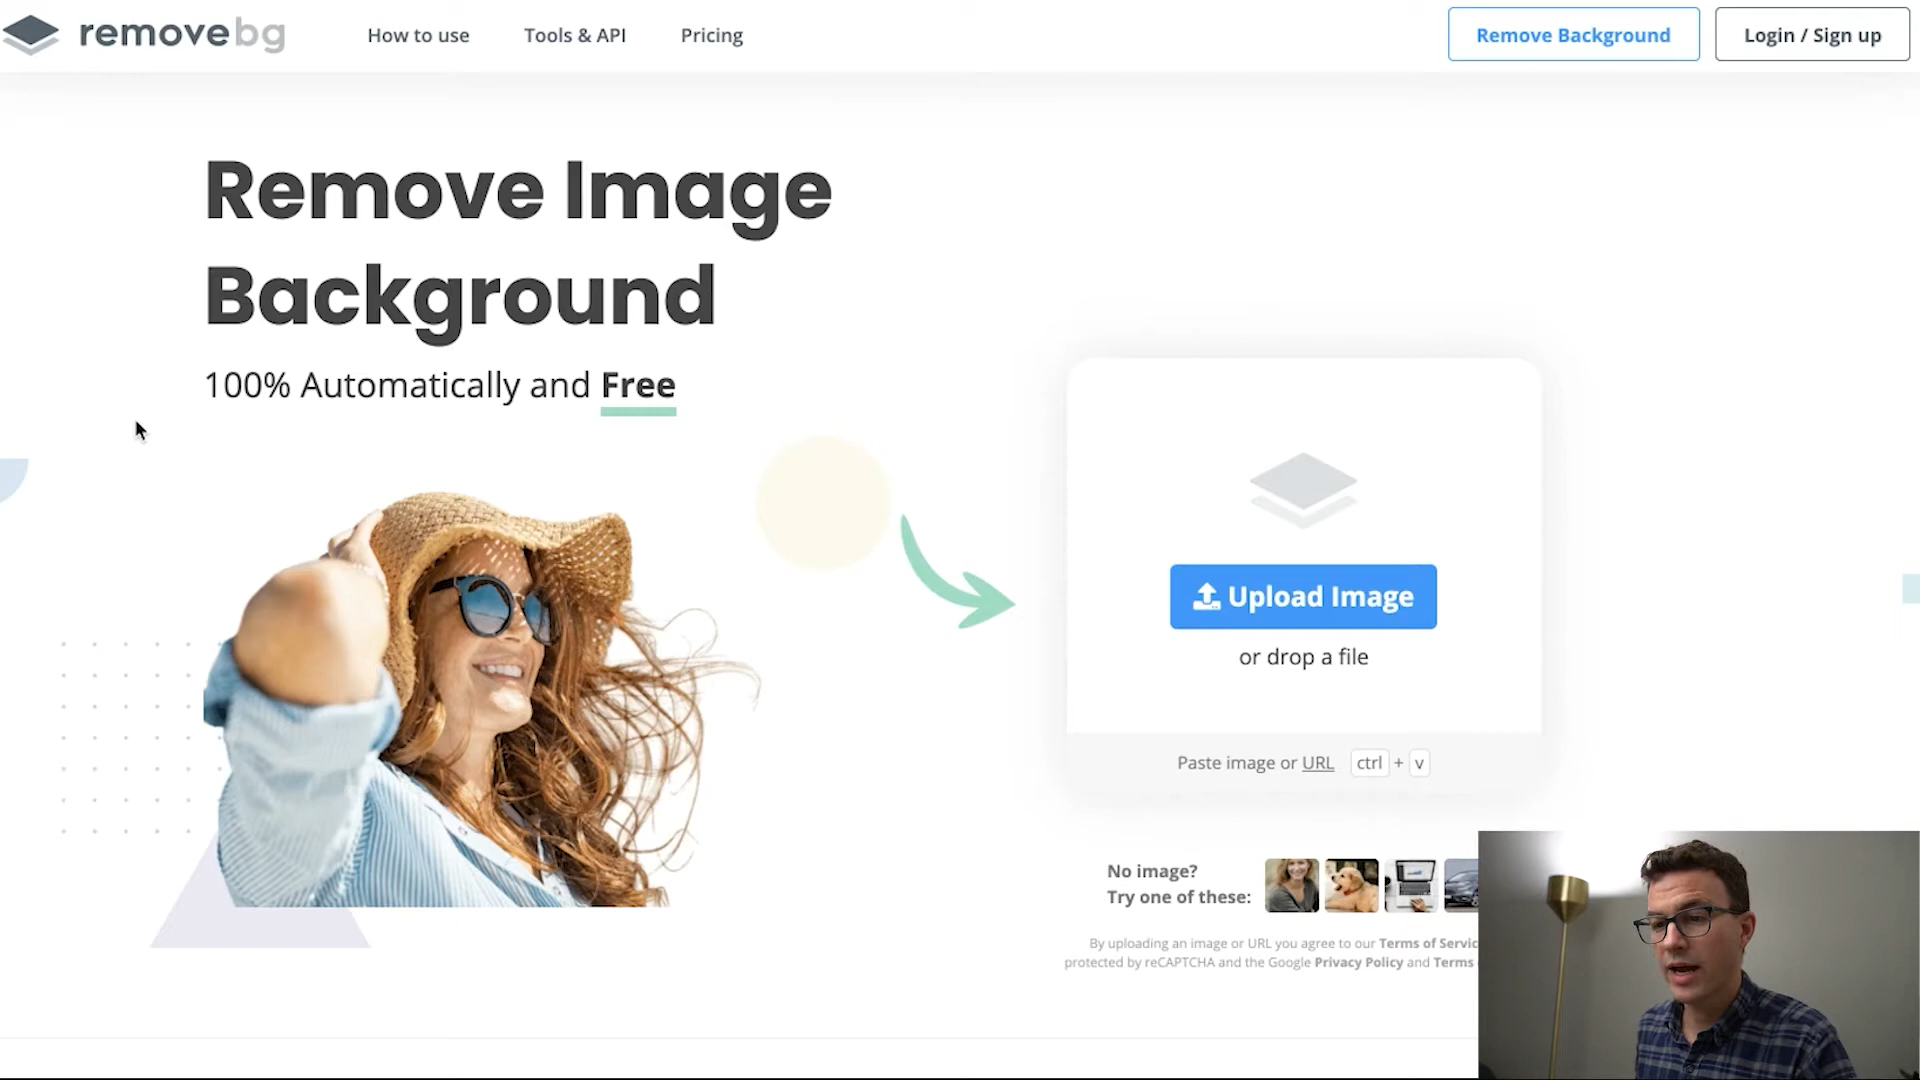 removebg
How to use
Tools & API
Pricing
Remove Background
Login / Sign up
Remove Image
Background
100% Automatically and Free
Upload Image
or drop a file
Paste image or URL ctrl + v
No image?
Try one of these:
By uploading an image or URL you agree to our Terms of Servic
protected by reCAPTCHA and the Google Privacy Policy and Terms